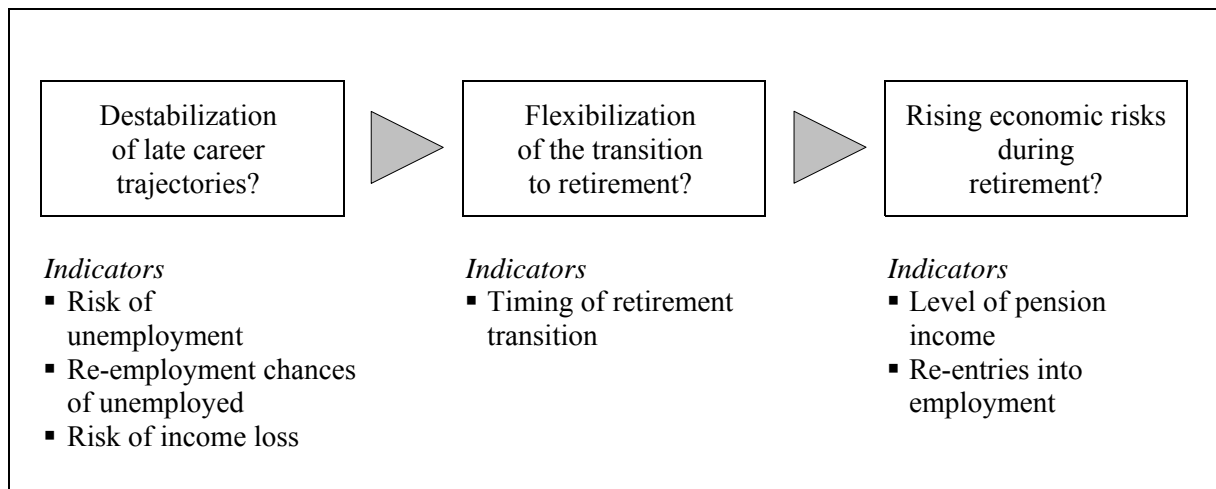 Destabilization
of late career
trajectories?
Flexibilization
of the transition
to retirement?
Rising economic risks
during
retirement?
Indicators
▪ Risk of
unemployment
▪ Re-employment chances
of unemployed
▪ Risk of income loss
Indicators
▪ Timing of retirement
transition
Indicators
▪ Level of pension
income
▪ Re-entries into
employment